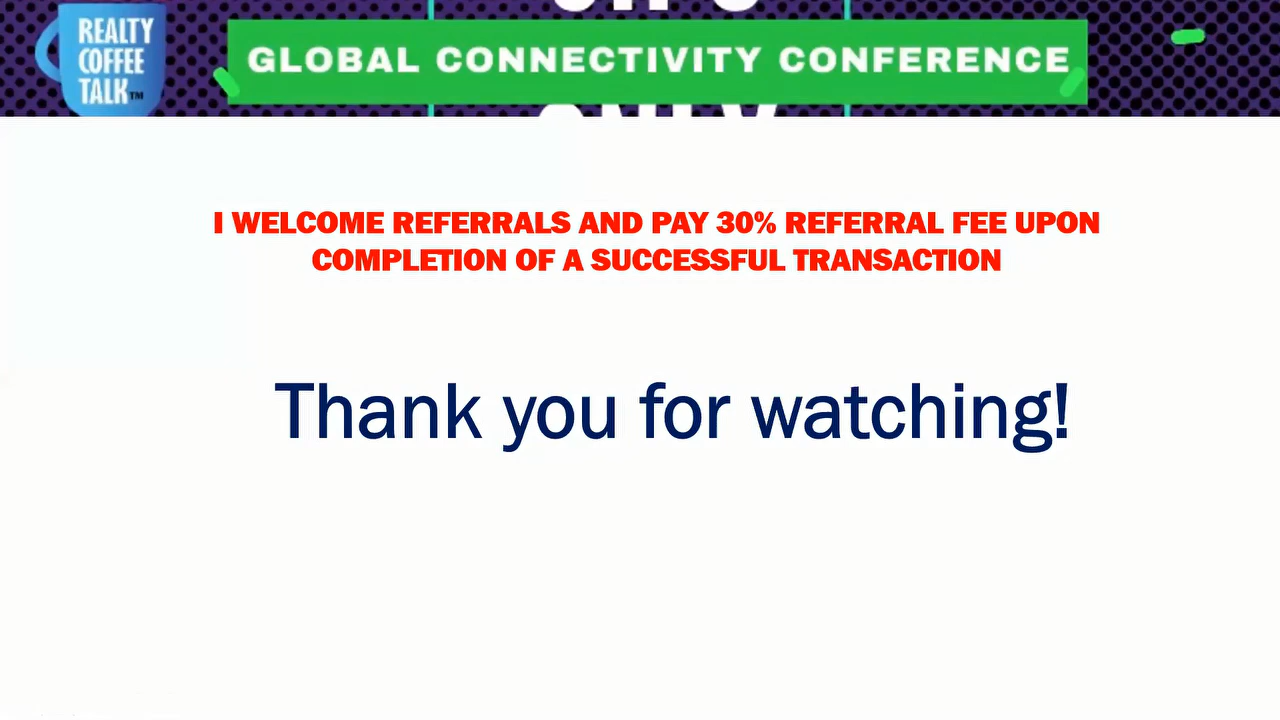 REALTY
COFFEE
TALK™
GLOBAL CONNECTIVITY CONFERENCE
I WELCOME REFERRALS AND PAY 30% REFERRAL FEE UPON
COMPLETION OF A SUCCESSFUL TRANSACTION
Thank you for watching!